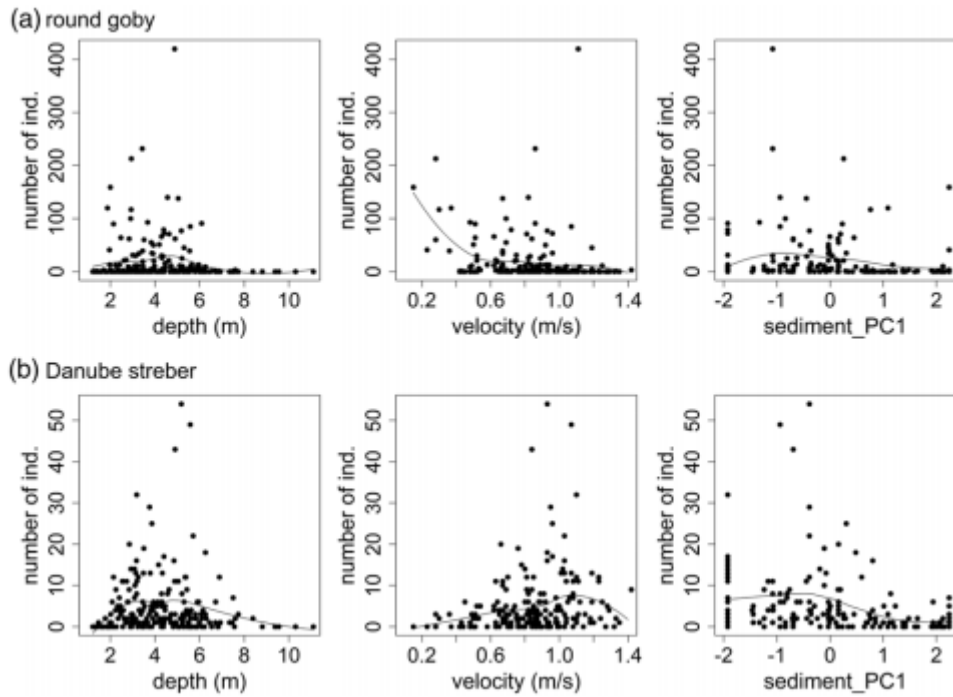 (a) round goby
number of ind.
400
300
200
100
0
2 4 6 8 10
depth (m)
number of ind.
400
300
200
100
0
0.2 0.6 1.0 1.4
velocity (m/s)
number of ind.
400
300
200
100
0
-2 -1 0 1 2
sediment_PC1
(b) Danube streber
number of ind.
50
40
30
20
10
0
2 4 6 8 10
depth (m)
number of ind.
50
40
30
20
10
0
0.2 0.6 1.0 1.4
velocity (m/s)
number of ind.
50
40
30
20
10
0
-2 -1 0 1 2
sediment_PC1